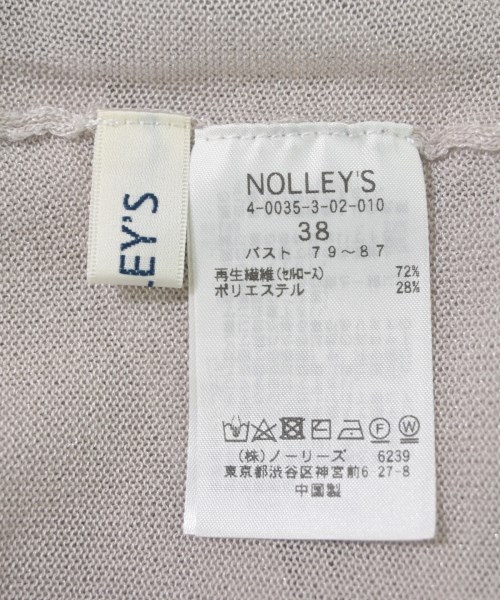 LEY'S
NOLLEY'S
4-0035-3-02-010
38
バスト 79～87
再生繊維(ｾﾙﾛｰｽ) 72%
ポリエステル 28%
F W
(株)ノーリーズ 6239
東京都渋谷区神宮前6 27-8
中國製